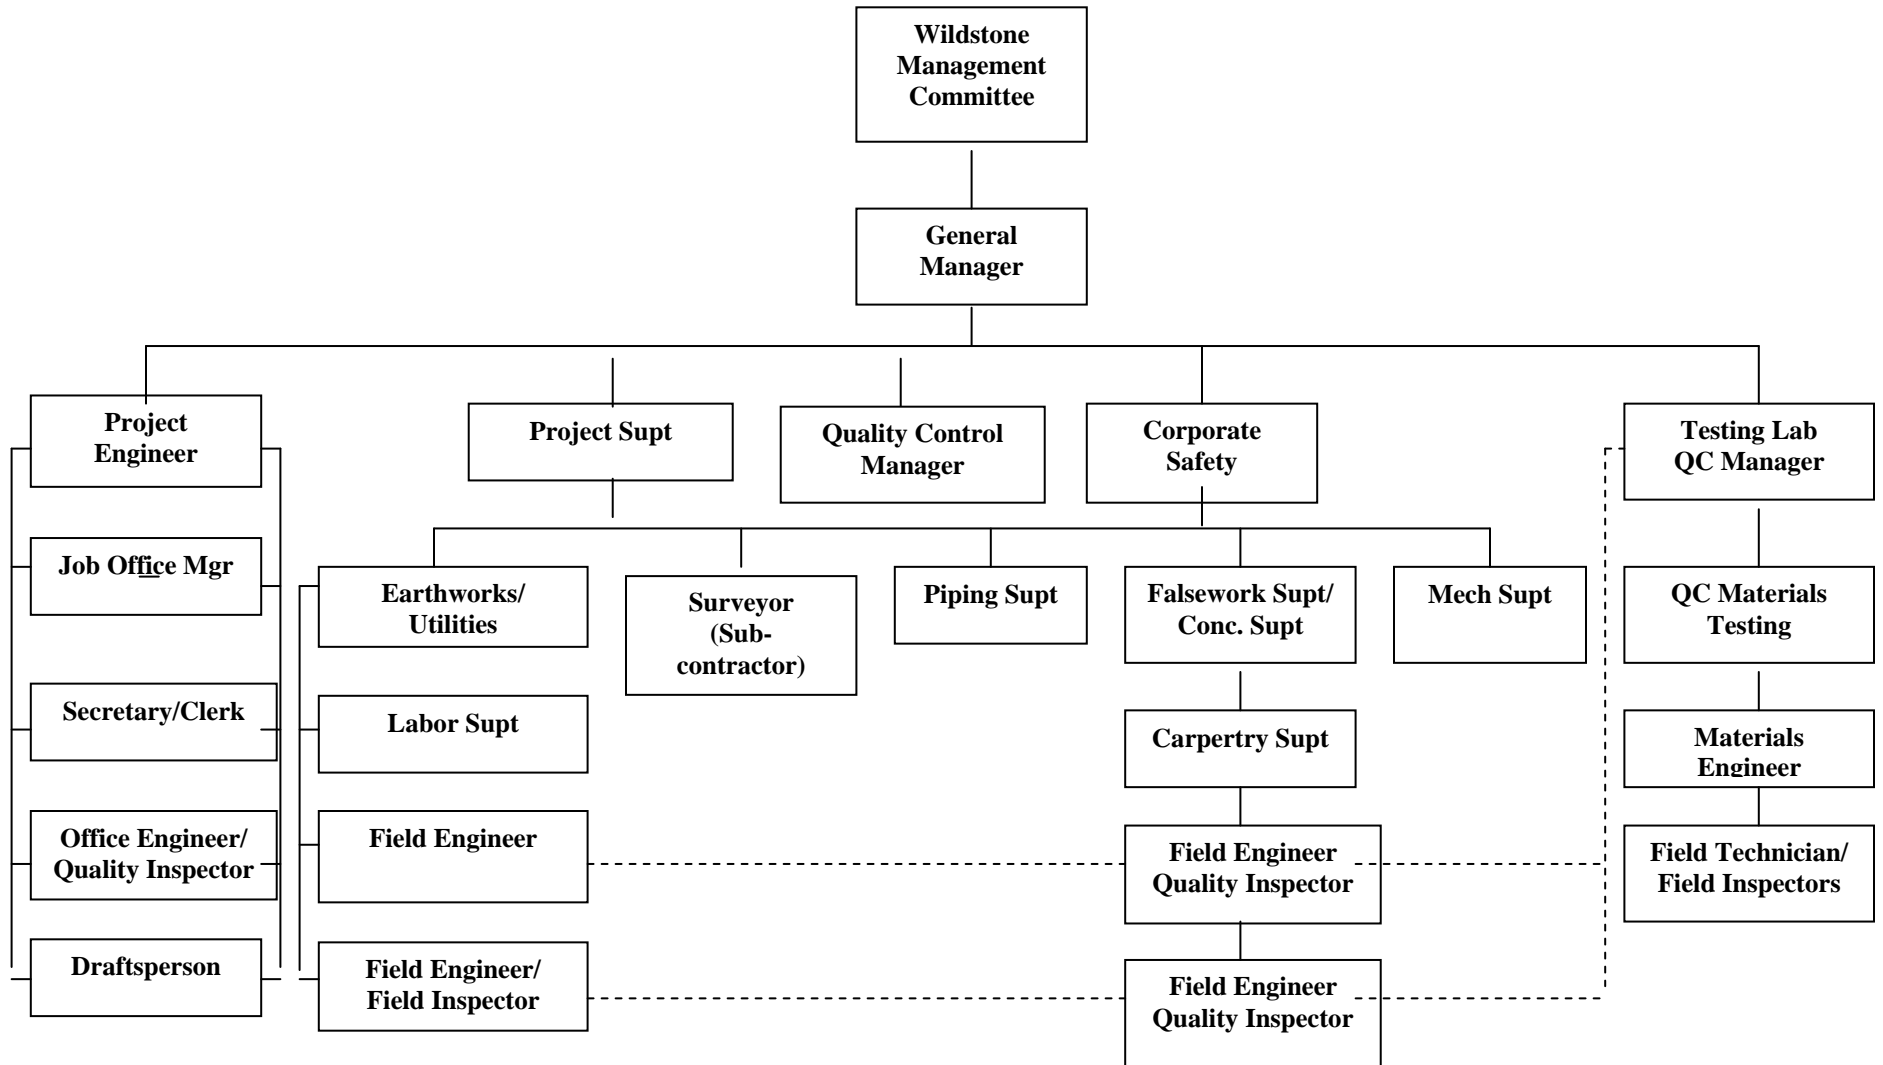 Wildstone
Management
Committee
General
Manager
Project
Engineer
Project Supt
Quality Control
Manager
Corporate
Safety
Testing Lab
QC Manager
Job Office Mgr
Earthworks/
Utilities
Surveyor
(Sub-
contractor)
Piping Supt
Falsework Supt/
Conc. Supt
Mech Supt
QC Materials
Testing
Secretary/Clerk
Labor Supt
Carpertry Supt
Materials
Engineer
Office Engineer/
Quality Inspector
Field Engineer
Field Engineer
Quality Inspector
Field Technician/
Field Inspectors
Draftsperson
Field Engineer/
Field Inspector
Field Engineer
Quality Inspector